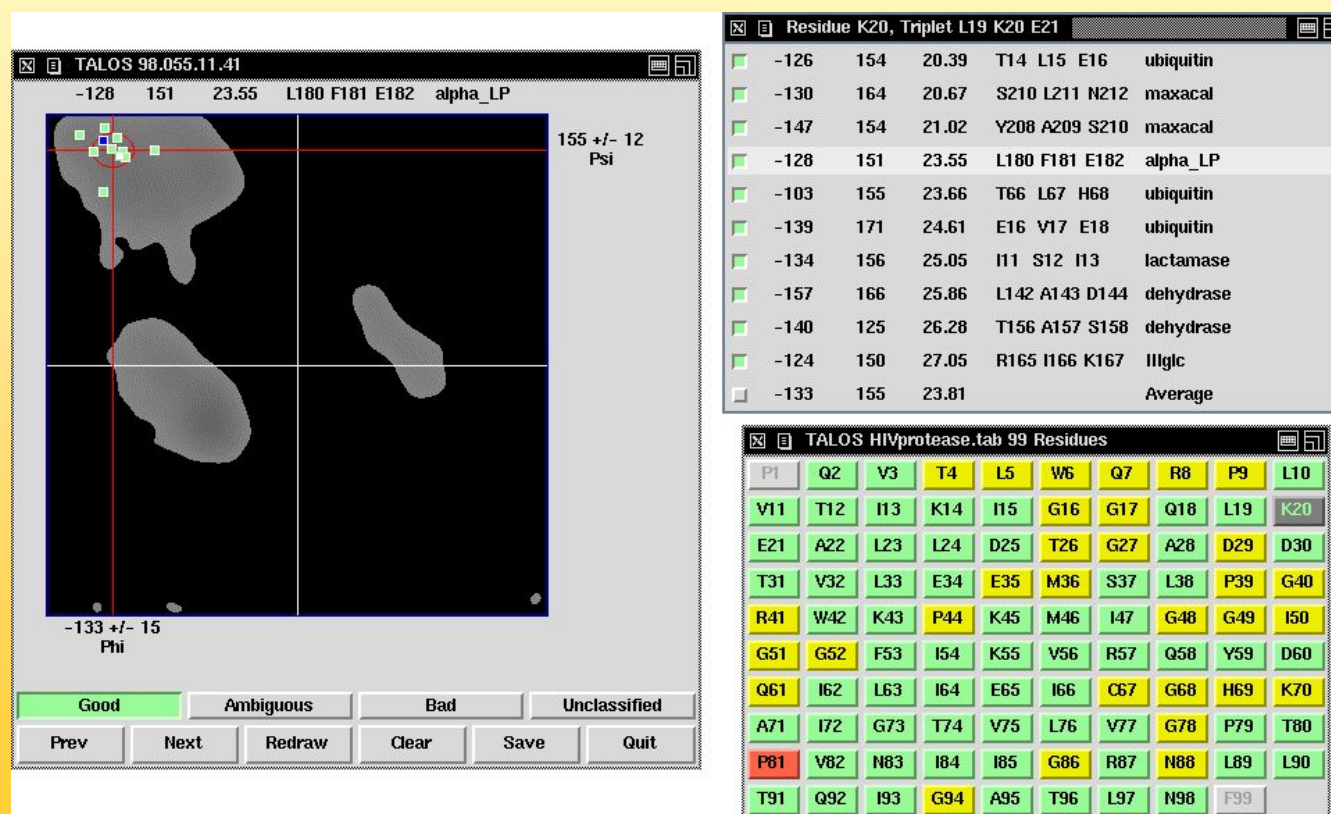 TALOS 98.055.11.41
-128 151 23.55 L180 F181 E182 alpha_LP
155 +/- 12
Psi
-133 +/- 15
Phi
Good Ambiguous Bad Unclassified
Prev Next Redraw Clear Save Quit
Residue K20, Triplet L19 K20 E21
-126 154 20.39 T14 L15 E16 ubiquitin
-130 164 20.67 S210 L211 N212 maxacal
-147 154 21.02 Y208 A209 S210 maxacal
-128 151 23.55 L180 F181 E182 alpha_LP
-103 155 23.66 T66 L67 H68 ubiquitin
-139 171 24.61 E16 V17 E18 ubiquitin
-134 156 25.05 I11 S12 I13 lactamase
-157 166 25.86 L142 A143 D144 dehydrase
-140 125 26.28 T156 A157 S158 dehydrase
-124 150 27.05 R165 I166 K167 IIIglc
-133 155 23.81 Average
TALOS HIVprotease.tab 99 Residues
P1 Q2 V3 T4 L5 W6 Q7 R8 P9 L10
V11 T12 I13 K14 I15 G16 G17 Q18 L19 K20
E21 A22 L23 L24 D25 T26 G27 A28 D29 D30
T31 V32 L33 E34 E35 M36 S37 L38 P39 G40
R41 W42 K43 P44 K45 M46 I47 G48 G49 I50
G51 G52 F53 I54 K55 V56 R57 Q58 Y59 D60
Q61 I62 L63 I64 E65 I66 C67 G68 H69 K70
A71 I72 G73 T74 V75 L76 V77 G78 P79 T80
P81 V82 N83 I84 I85 G86 R87 N88 L89 L90
T91 Q92 I93 G94 A95 T96 L97 N98 F99